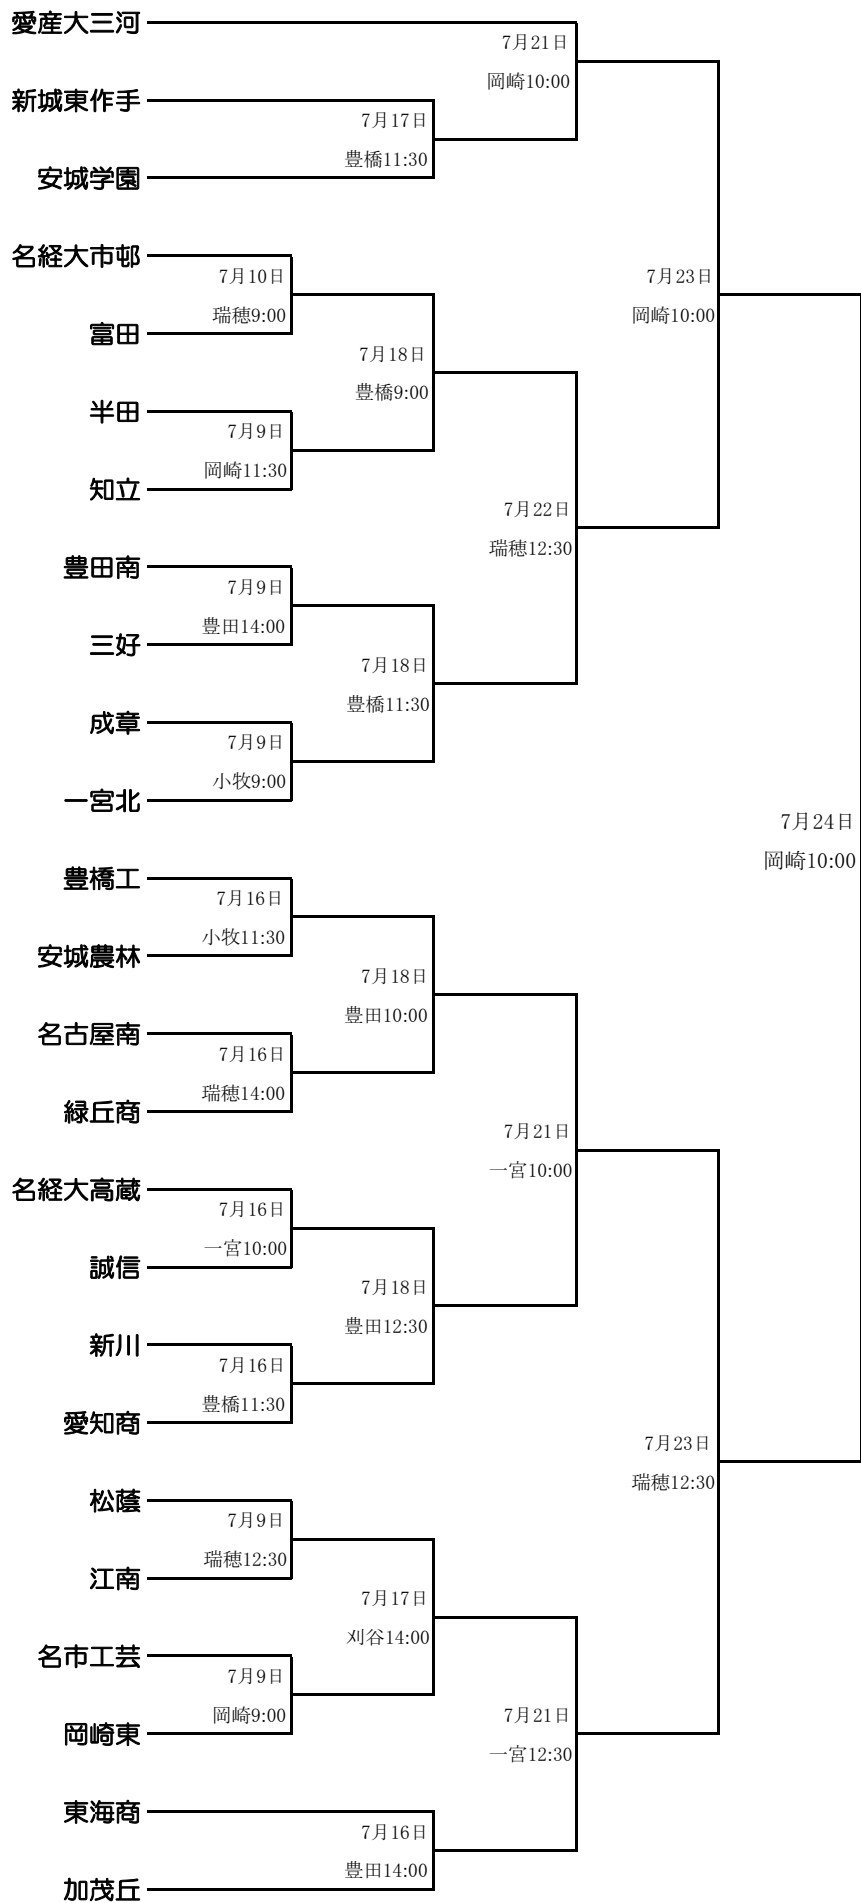 愛産大三河
7月21日
岡崎10:00
新城東作手
7月17日
豊橋11:30
安城学園
名経大市邨
7月10日
瑞穂9:00
7月23日
岡崎10:00
富田
7月18日
豊橋9:00
半田
7月9日
岡崎11:30
知立
7月22日
瑞穂12:30
豊田南
7月9日
豊田14:00
三好
7月18日
豊橋11:30
成章
7月9日
小牧9:00
一宮北
7月24日
岡崎10:00
豊橋工
7月16日
小牧11:30
安城農林
7月18日
豊田10:00
名古屋南
7月16日
瑞穂14:00
緑丘商
7月21日
一宮10:00
名経大高蔵
7月16日
一宮10:00
誠信
7月18日
豊田12:30
新川
7月16日
豊橋11:30
愛知商
7月23日
瑞穂12:30
松蔭
7月9日
瑞穂12:30
江南
7月17日
刈谷14:00
名市工芸
7月9日
岡崎9:00
岡崎東
7月21日
一宮12:30
東海商
7月16日
豊田14:00
加茂丘